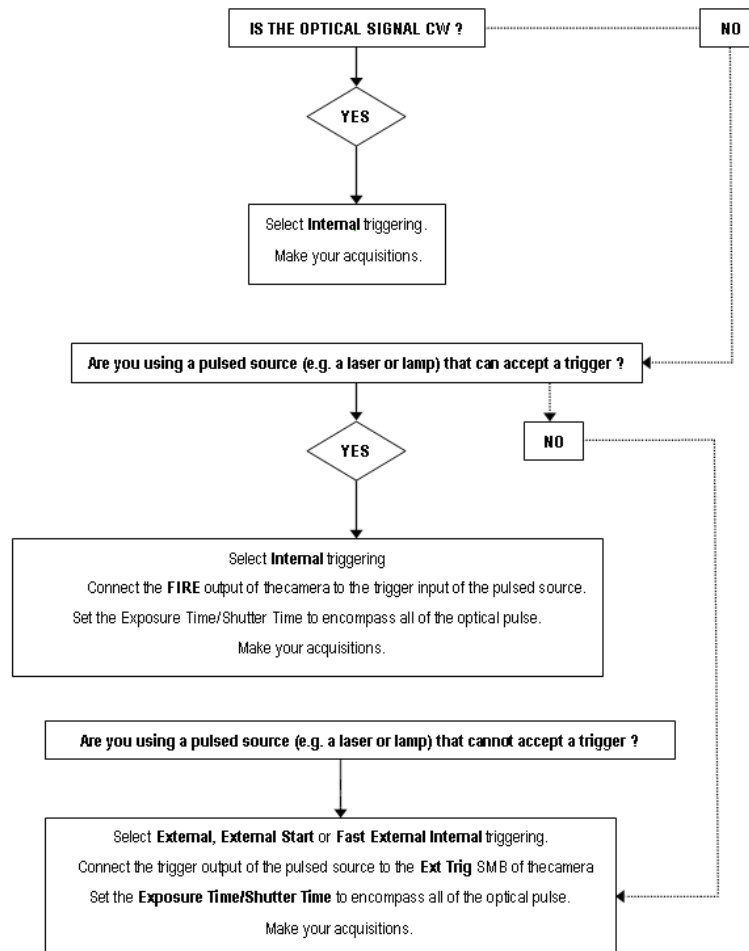 IS THE OPTICAL SIGNAL CW ?
NO
YES
Select Internal triggering.
Make your acquisitions.
Are you using a pulsed source (e.g. a laser or lamp) that can accept a trigger ?
YES
NO
Select Internal triggering
Connect the FIRE output of thecamera to the trigger input of the pulsed source.
Set the Exposure Time/Shutter Time to encompass all of the optical pulse.
Make your acquisitions.
Are you using a pulsed source (e.g. a laser or lamp) that cannot accept a trigger ?
Select External, External Start or Fast External Internal triggering.
Connect the trigger output of the pulsed source to the Ext Trig SMB of thecamera
Set the Exposure Time/Shutter Time to encompass all of the optical pulse.
Make your acquisitions.